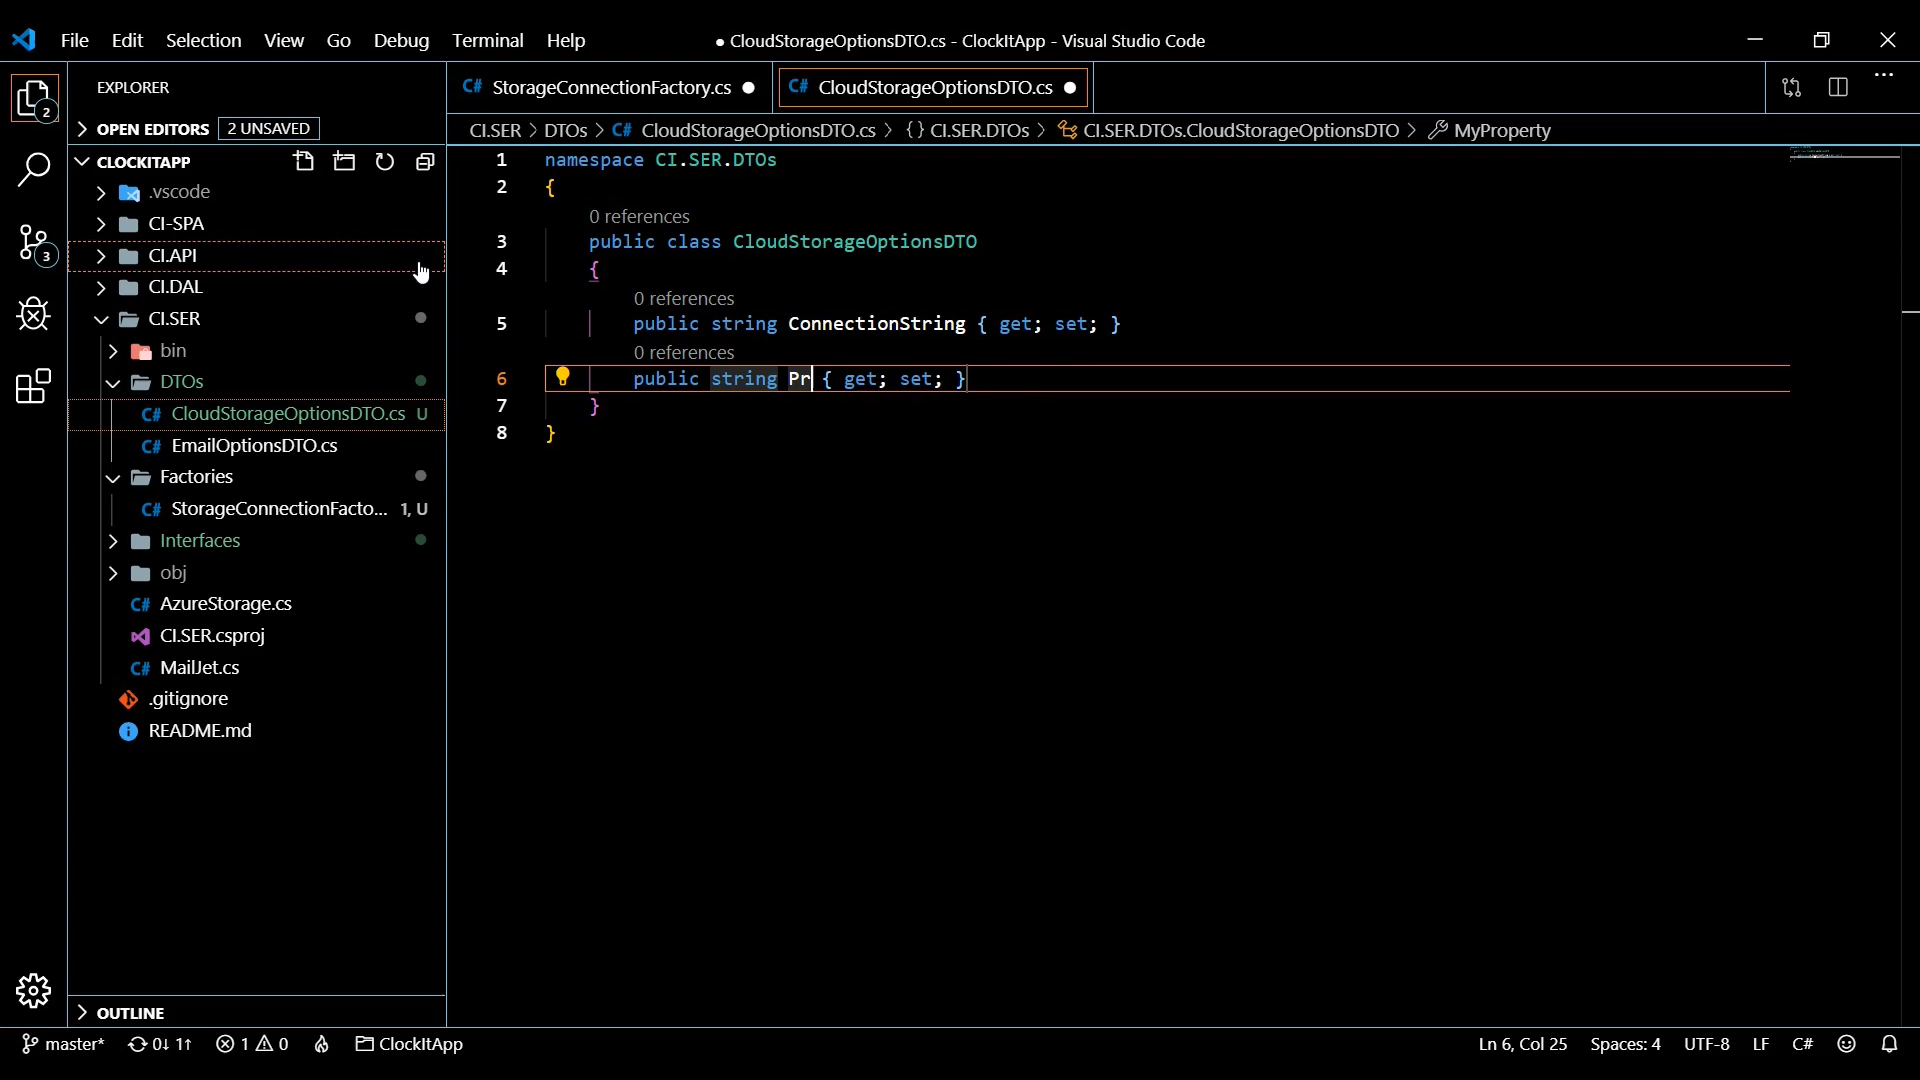 File Edit Selection View Go Debug Terminal Help
● CloudStorageOptionsDTO.cs - ClockItApp - Visual Studio Code
EXPLORER
OPEN EDITORS 2 UNSAVED
CLOCKITAPP
.vscode
CI-SPA
CI.API
CI.DAL
CI.SER
bin
DTOs
C# CloudStorageOptionsDTO.cs U
C# EmailOptionsDTO.cs
Factories
C# StorageConnectionFacto... 1, U
Interfaces
obj
C# AzureStorage.cs
CI.SER.csproj
C# MailJet.cs
.gitignore
README.md
OUTLINE
2
3
C# StorageConnectionFactory.cs ●
C# CloudStorageOptionsDTO.cs ●
CI.SER > DTOs > C# CloudStorageOptionsDTO.cs > {} CI.SER.DTOs > CI.SER.DTOs.CloudStorageOptionsDTO > MyProperty
1 namespace CI.SER.DTOs
2 {
0 references
3 public class CloudStorageOptionsDTO
4 {
0 references
5 public string ConnectionString { get; set; }
0 references
6 public string Pr { get; set; }
7 }
8 }
master* 0↓ 1↑ 1 0 ClockItApp
Ln 6, Col 25 Spaces: 4 UTF-8 LF C#